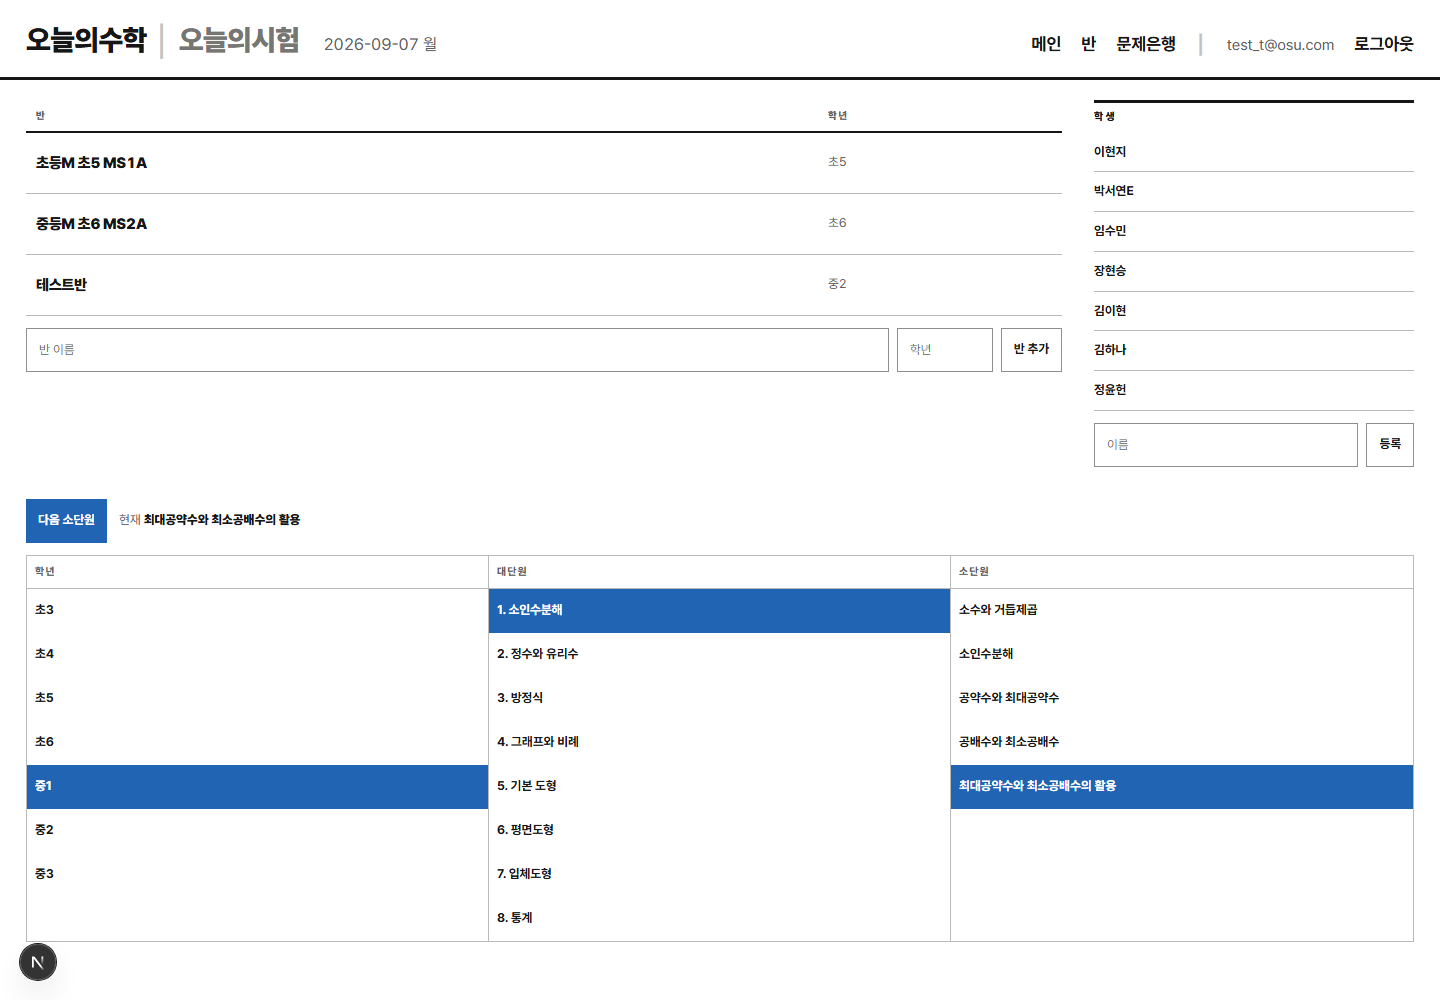 오늘의수학 오늘의시험 2026-09-07 월 메인 반 문제은행 test_t@osu.com 로그아웃
반 학년
초등M 초5 MS1A 초5
중등M 초6 MS2A 초6
테스트반 중2
반 이름 학년 반 추가
학생
이현지
박서연E
임수민
장현승
김이현
김하나
정윤헌
이름 등록
다음 소단원 현재 최대공약수와 최소공배수의 활용
학년 대단원 소단원
초3 1. 소인수분해 소수와 거듭제곱
초4 2. 정수와 유리수 소인수분해
초5 3. 방정식 공약수와 최대공약수
초6 4. 그래프와 비례 공배수와 최소공배수
중1 5. 기본 도형 최대공약수와 최소공배수의 활용
중2 6. 평면도형
중3 7. 입체도형
8. 통계
N